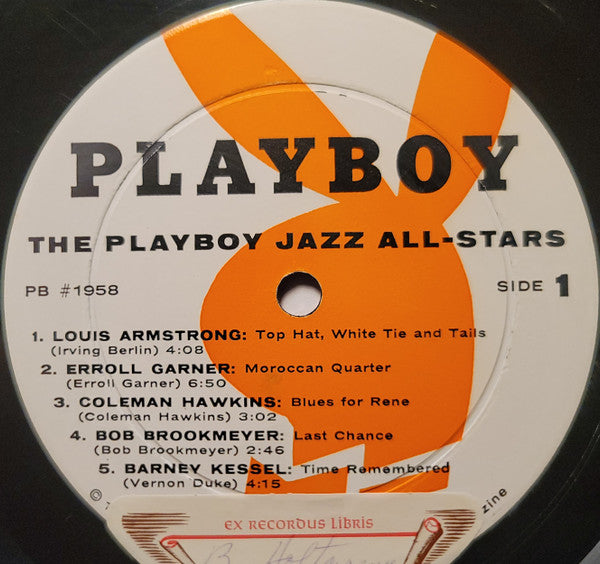 PLAYBOY
THE PLAYBOY JAZZ ALL-STARS
PB #1958
SIDE 1
1. LOUIS ARMSTRONG: Top Hat, White Tie and Tails
(Irving Berlin) 4:08
2. ERROLL GARNER: Moroccan Quarter
(Erroll Garner) 6:50
3. COLEMAN HAWKINS: Blues for Rene
(Coleman Hawkins) 3:02
4. BOB BROOKMEYER: Last Chance
(Bob Brookmeyer) 2:46
5. BARNEY KESSEL: Time Remembered
(Vernon Duke) 4:15
©
EX RECORDUS LIBRIS